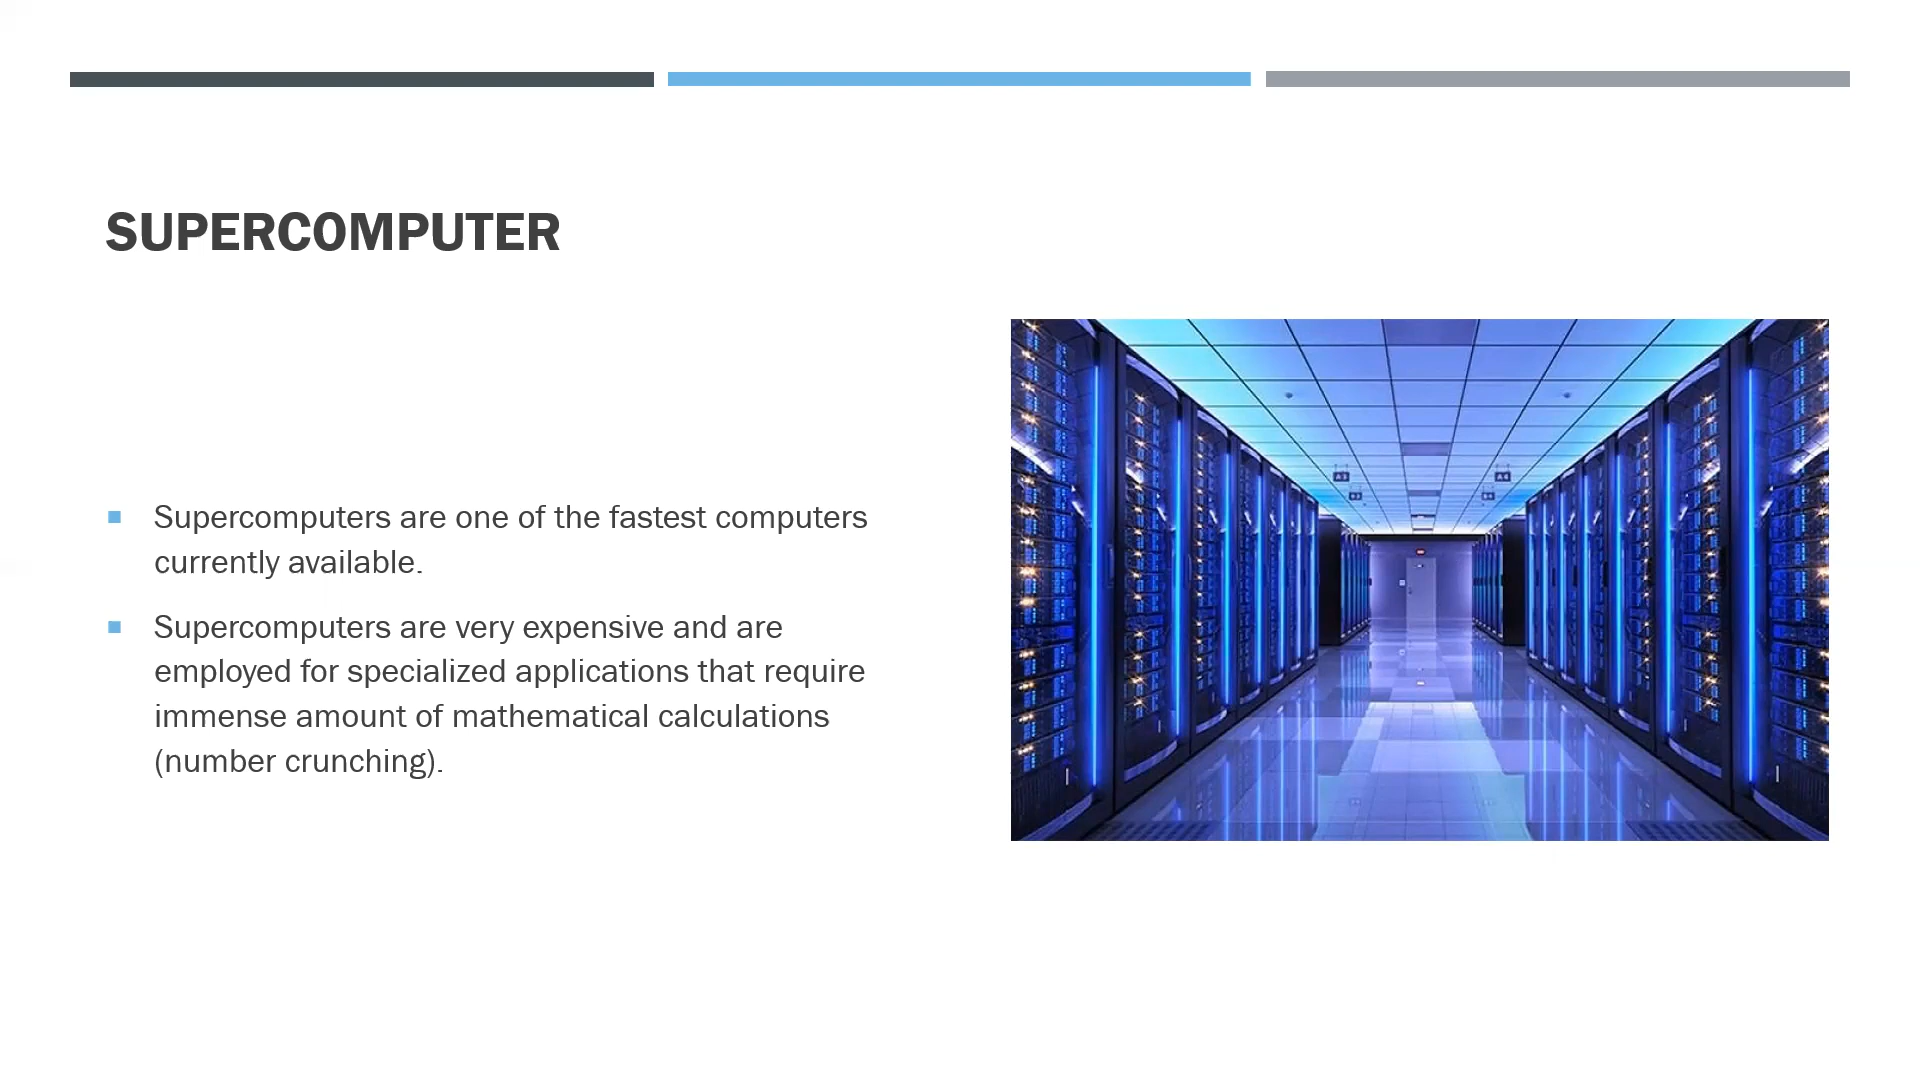 SUPERCOMPUTER
Supercomputers are one of the fastest computers
currently available.
Supercomputers are very expensive and are
employed for specialized applications that require
immense amount of mathematical calculations
(number crunching).